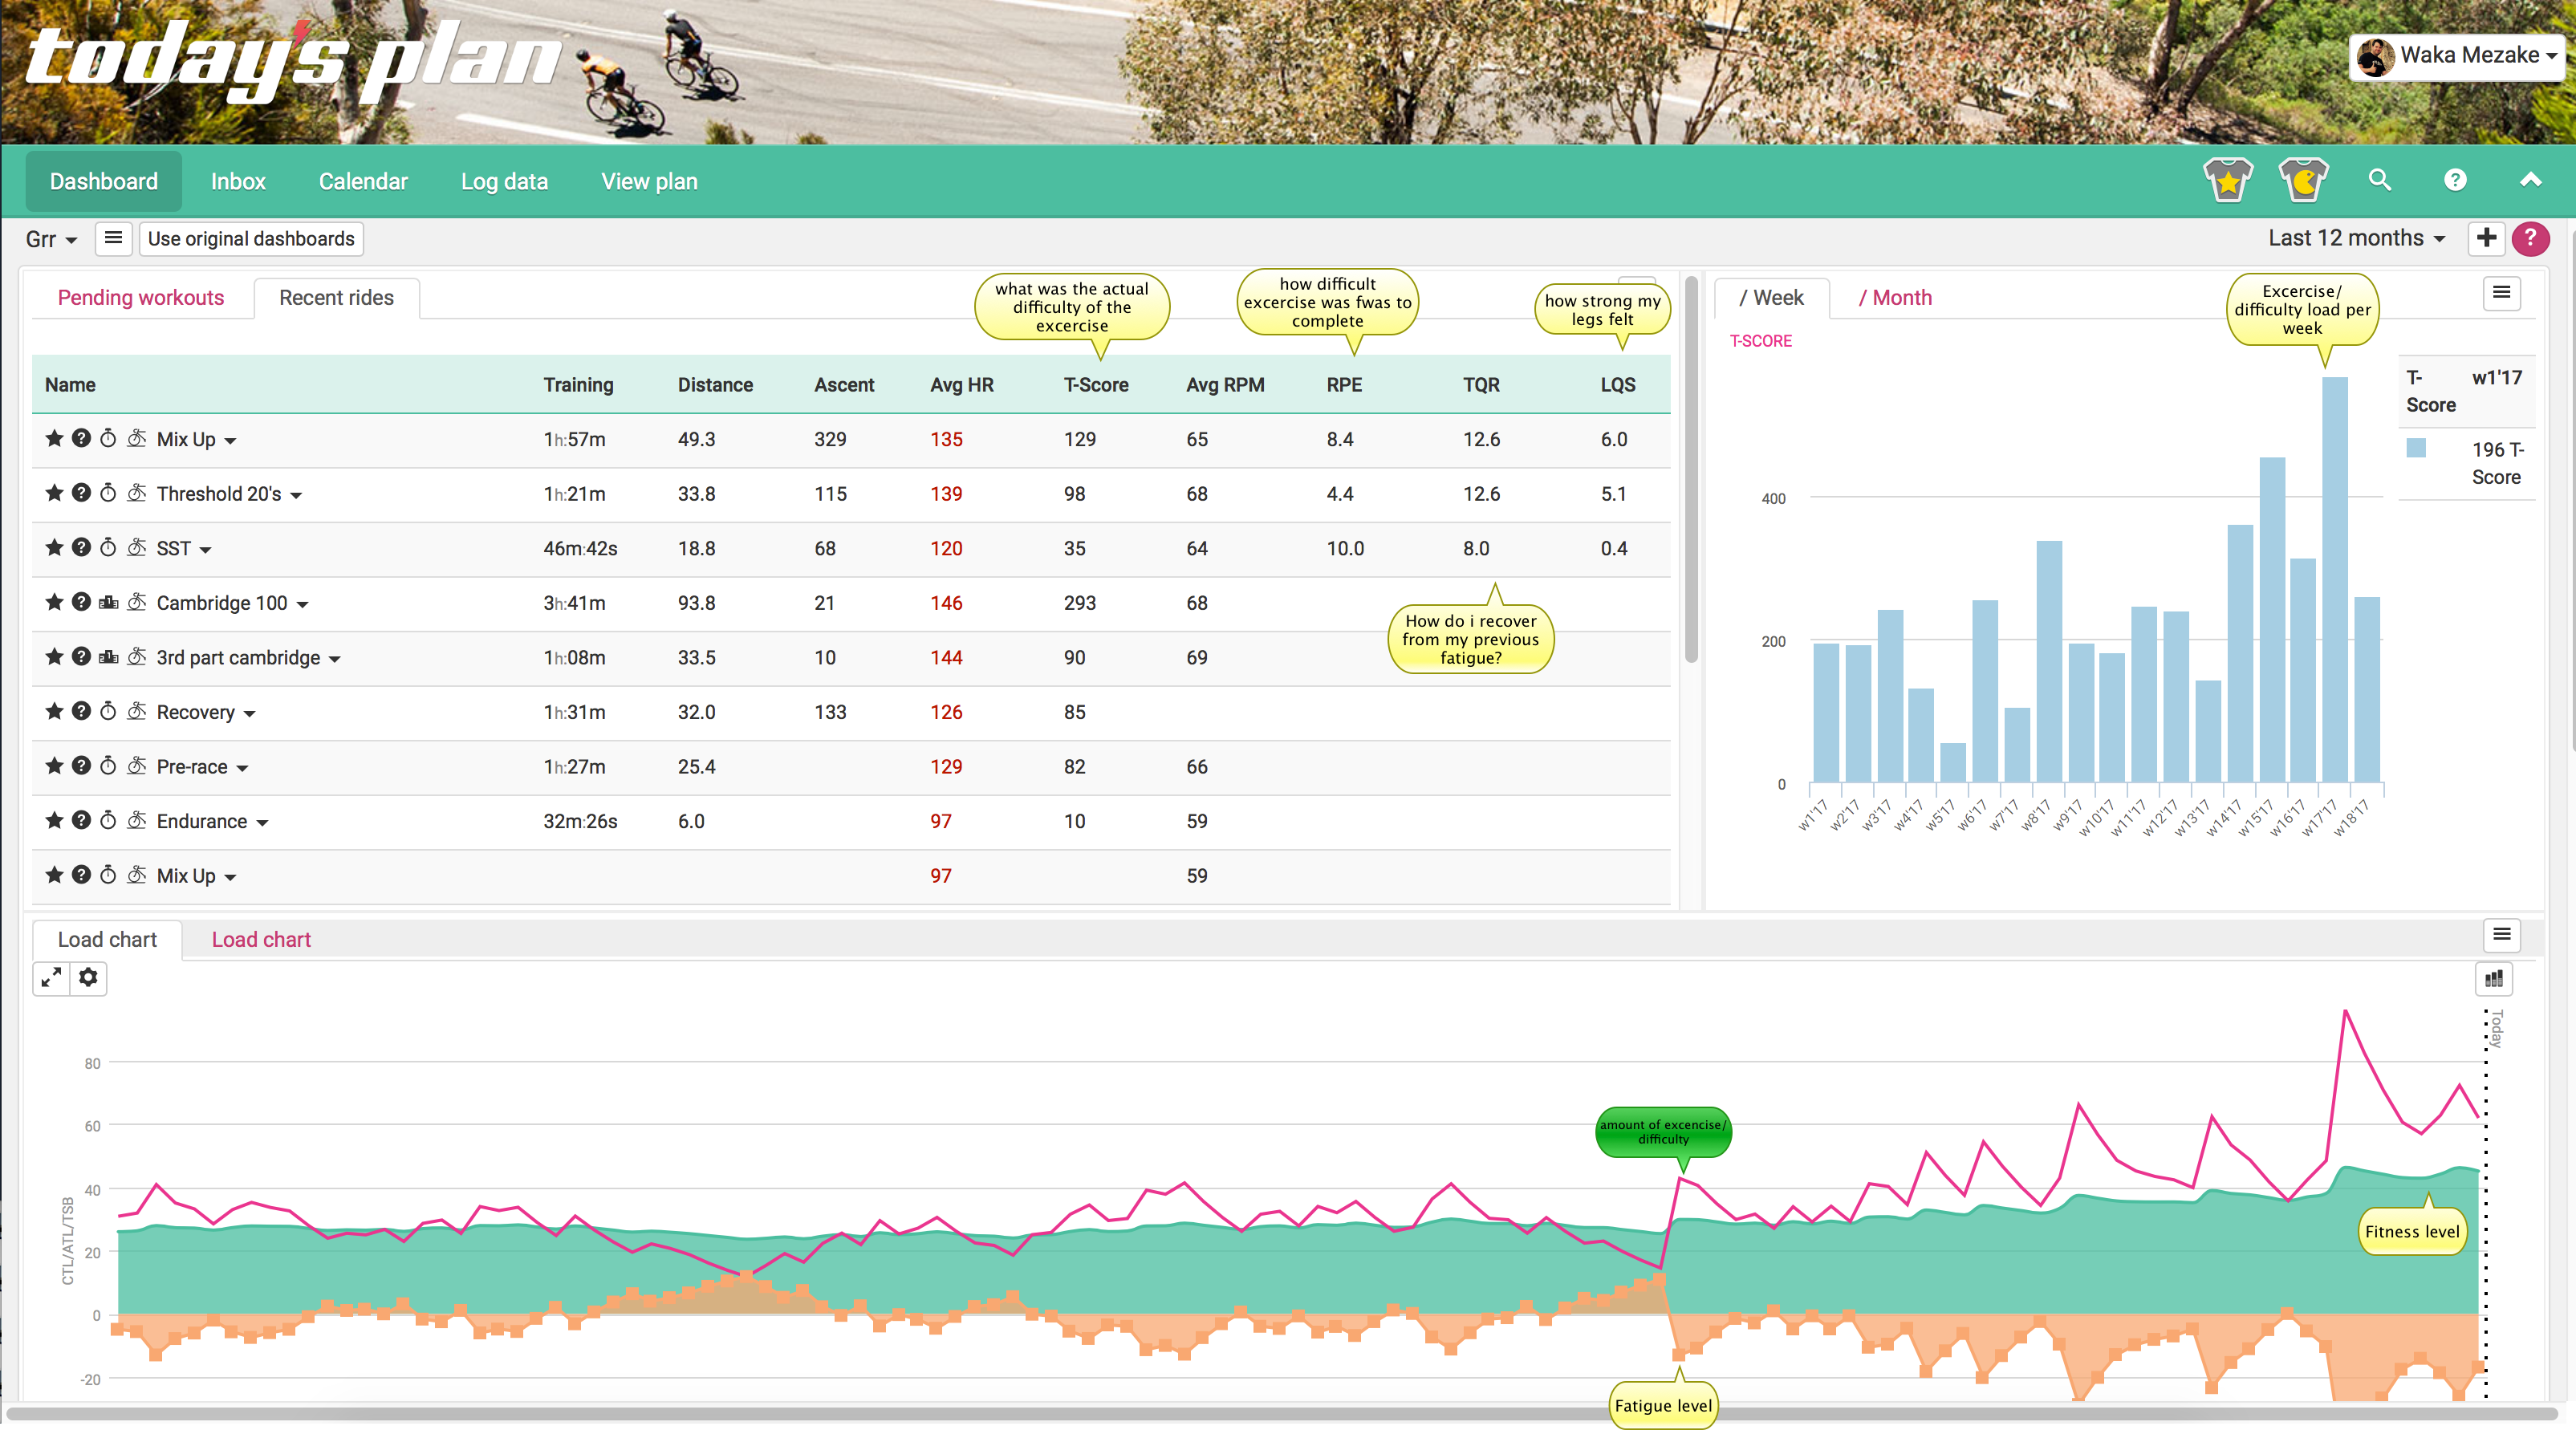 today's plan
Waka Mezake
Dashboard Inbox Calendar Log data View plan
Grr Use original dashboards Last 12 months
Pending workouts Recent rides
what was the actual
difficulty of the
excercise
how difficult
excercise was fwas to
complete
how strong my
legs felt
Name Training Distance Ascent Avg HR T-Score Avg RPM RPE TQR LQS
Mix Up 1h:57m 49.3 329 135 129 65 8.4 12.6 6.0
Threshold 20's 1h:21m 33.8 115 139 98 68 4.4 12.6 5.1
SST 46m:42s 18.8 68 120 35 64 10.0 8.0 0.4
Cambridge 100 3h:41m 93.8 21 146 293 68
3rd part cambridge 1h:08m 33.5 10 144 90 69
Recovery 1h:31m 32.0 133 126 85
Pre-race 1h:27m 25.4 129 82 66
Endurance 32m:26s 6.0 97 10 59
Mix Up 97 59
How do i recover
from my previous
fatigue?
/ Week / Month
T-SCORE
Excercise/
difficulty load per
week
T-
Score
w1'17
196 T-
Score
400
200
0
w1'17 w2'17 w3'17 w4'17 w5'17 w6'17 w7'17 w8'17 w9'17 w10'17 w11'17 w12'17 w13'17 w14'17 w15'17 w16'17 w17'17 w18'17
Load chart Load chart
Today
CTL/ATL/TSB
80
60
40
20
0
-20
amount of excencise/
difficulty
Fitness level
Fatigue level